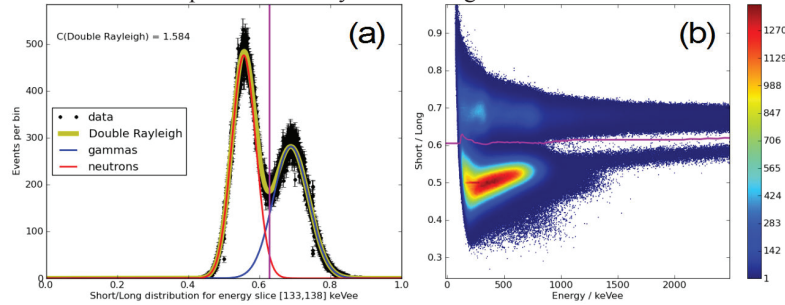 (a)
C(Double Rayleigh) = 1.584
data
Double Rayleigh
gammas
neutrons
Events per bin
500
400
300
200
100
0
0.0 0.2 0.4 0.6 0.8 1.0
Short/Long distribution for energy slice [133,138] keVee
(b)
Short / Long
0.9
0.8
0.7
0.6
0.5
0.4
0.3
0 500 1000 1500 2000
Energy / keVee
1270
1129
988
847
706
565
424
283
142
1